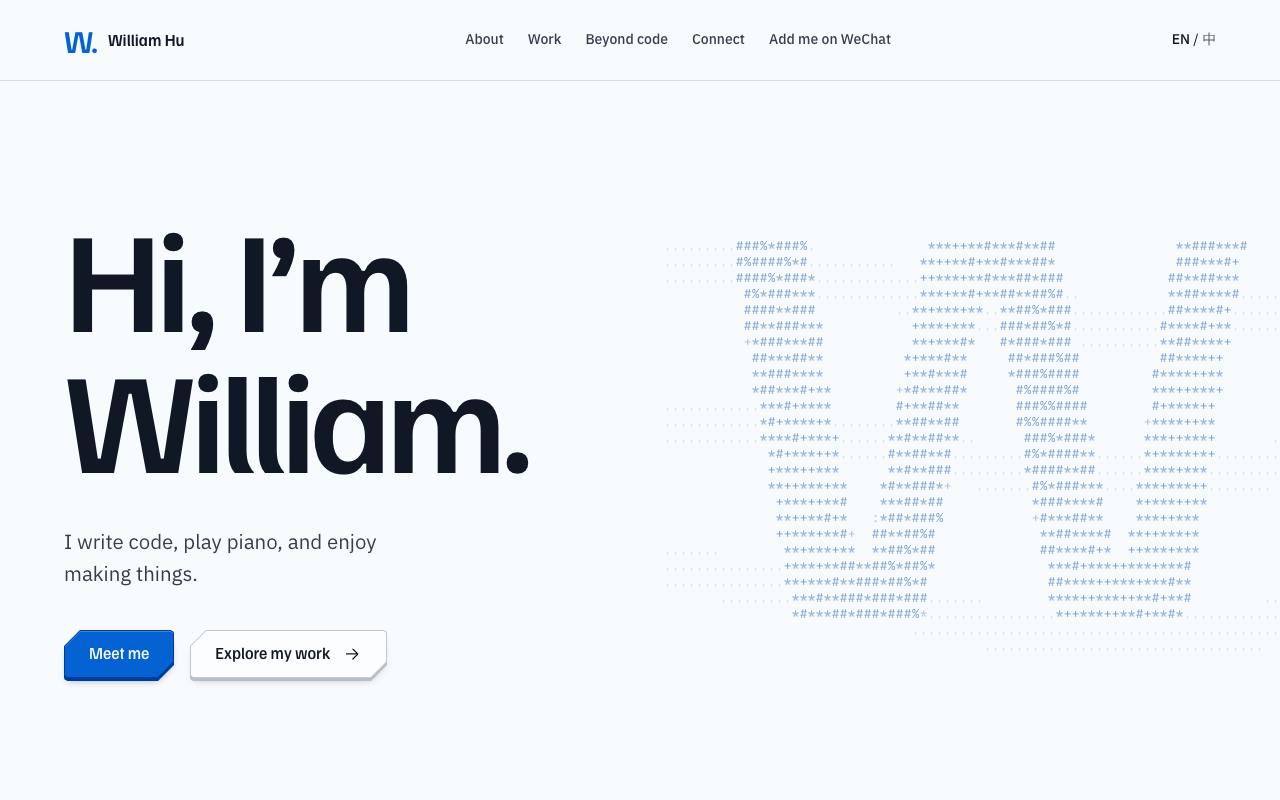 W. William Hu
About Work Beyond code Connect Add me on WeChat
EN / 中
Hi, I’m
William.
I write code, play piano, and enjoy
making things.
Meet me
Explore my work →